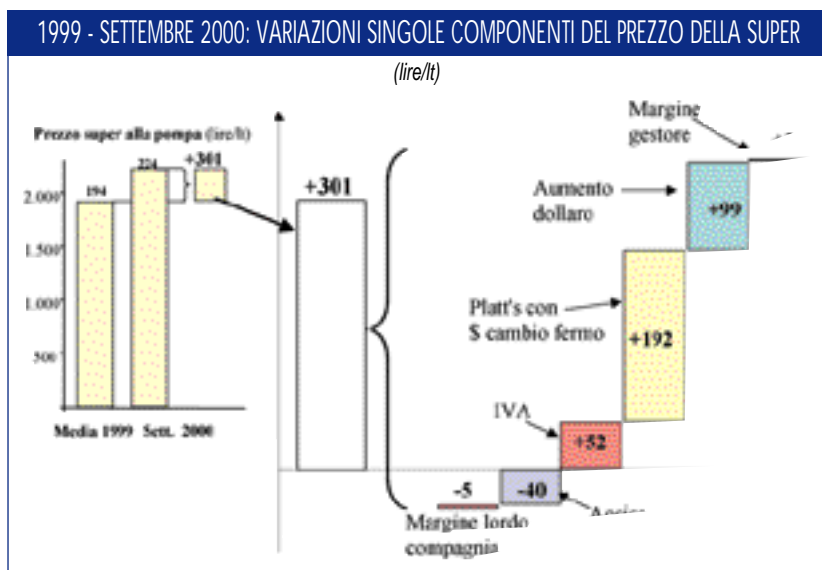 1999 - SETTEMBRE 2000: VARIAZIONI SINGOLE COMPONENTI DEL PREZZO DELLA SUPER
(lire/lt)
Prezzo super alla pompa (lire/lt)
194
224
+301
2.000
1.500
1.000
500
Media 1999 Sett. 2000
+301
Margine
gestore
Aumento
dollaro
+99
Platt's con
$ cambio fermo
+192
IVA
+52
-5
-40
Margine lordo
compagnia